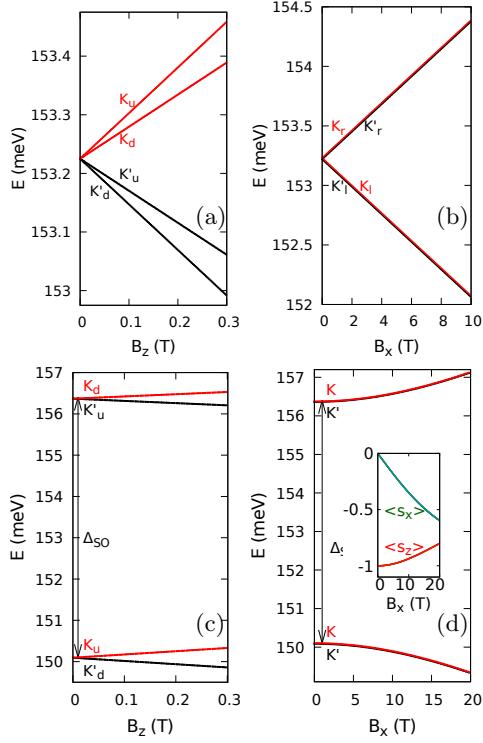 153.4
153.3
153.2
153.1
153
E (meV)
K_u
K_d
K'_u
K'_d
(a)
0
0.1
0.2
0.3
B_z (T)
154.5
154
153.5
153
152.5
152
E (meV)
K_r
K'_r
K'_l
K_l
(b)
0
2
4
6
8
10
B_x (T)
157
156
155
154
153
152
151
150
E (meV)
K_d
K'_u
Δ_SO
K_u
K'_d
(c)
0
0.1
0.2
0.3
B_z (T)
157
156
155
154
153
152
151
150
E (meV)
K
K'
0
-0.5
-1
<s_x>
<s_z>
0
10
20
B_x (T)
K
K'
(d)
0
5
10
15
20
B_x (T)